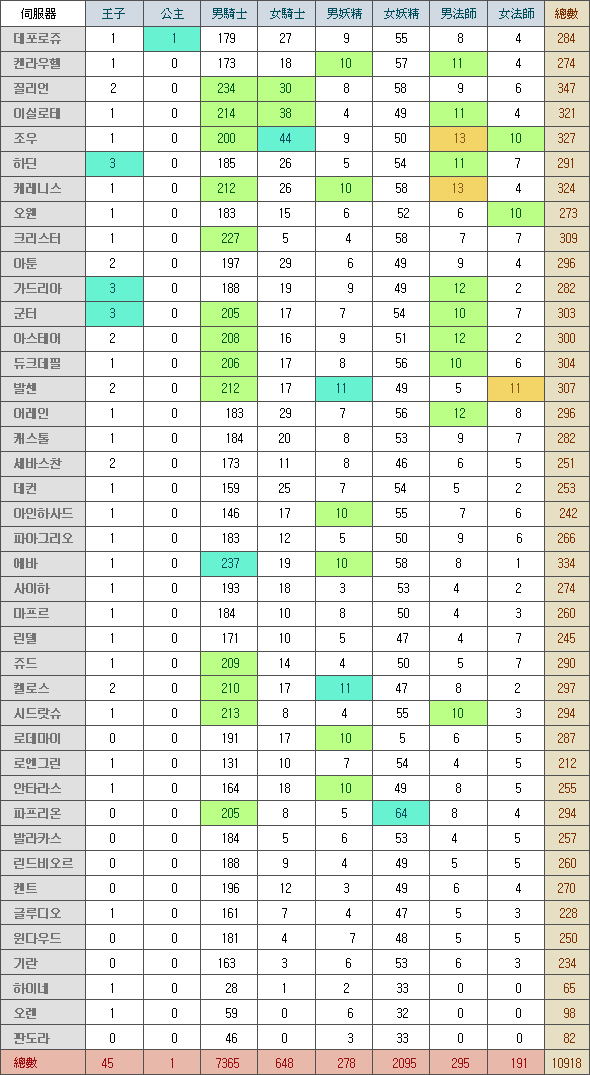 伺服器 王子 公主 男騎士 女騎士 男妖精 女妖精 男法師 女法師 總數
데포로쥬 1 1 179 27 9 55 8 4 284
켄라우헬 1 0 173 18 10 57 11 4 274
질리언 2 0 234 30 8 58 9 6 347
이실로테 1 0 214 38 4 49 11 4 321
조우 1 0 200 44 9 50 13 10 327
하딘 3 0 185 26 5 54 11 7 291
케레니스 1 0 212 26 10 58 13 4 324
오웬 1 0 183 15 6 52 6 10 273
크리스터 1 0 227 5 4 58 7 7 309
아툰 2 0 197 29 6 49 9 4 296
가드리아 3 0 188 19 9 49 12 2 282
군터 3 0 205 17 7 54 10 7 303
아스테어 2 0 208 16 9 51 12 2 300
듀크데필 1 0 206 17 8 56 10 6 304
발센 2 0 212 17 11 49 5 11 307
어레인 1 0 183 29 7 56 12 8 296
캐스톨 1 0 184 20 8 53 9 7 282
세바스찬 2 0 173 11 8 46 6 5 251
데컨 1 0 159 25 7 54 5 2 253
아인하사드 1 0 146 17 10 55 7 6 242
파아그리오 1 0 183 12 5 50 9 6 266
에바 1 0 237 19 10 58 8 1 334
사이하 1 0 193 18 3 53 4 2 274
마프르 1 0 184 10 8 50 4 3 260
린델 1 0 171 10 5 47 4 7 245
쥬드 1 0 209 14 4 50 5 7 290
켈로스 2 0 210 17 11 47 8 2 297
시드랏슈 1 0 213 8 4 55 10 3 294
로데마이 0 0 191 17 10 5 6 5 287
로엔그린 1 0 131 10 7 54 4 5 212
안타라스 1 0 164 18 10 49 8 5 255
파프리온 0 0 205 8 5 64 8 4 294
발라카스 0 0 184 5 6 53 4 5 257
린드비오르 0 0 188 9 4 49 5 5 260
켄트 0 0 196 12 3 49 6 4 270
글루디오 1 0 161 7 4 47 5 3 228
윈다우드 0 0 181 4 7 48 5 5 250
기란 0 0 163 3 6 53 6 3 234
하이네 1 0 28 1 2 33 0 0 65
오렌 1 0 59 0 6 32 0 0 98
판도라 0 0 46 0 3 33 0 0 82
總數 45 1 7365 648 278 2095 295 191 10918